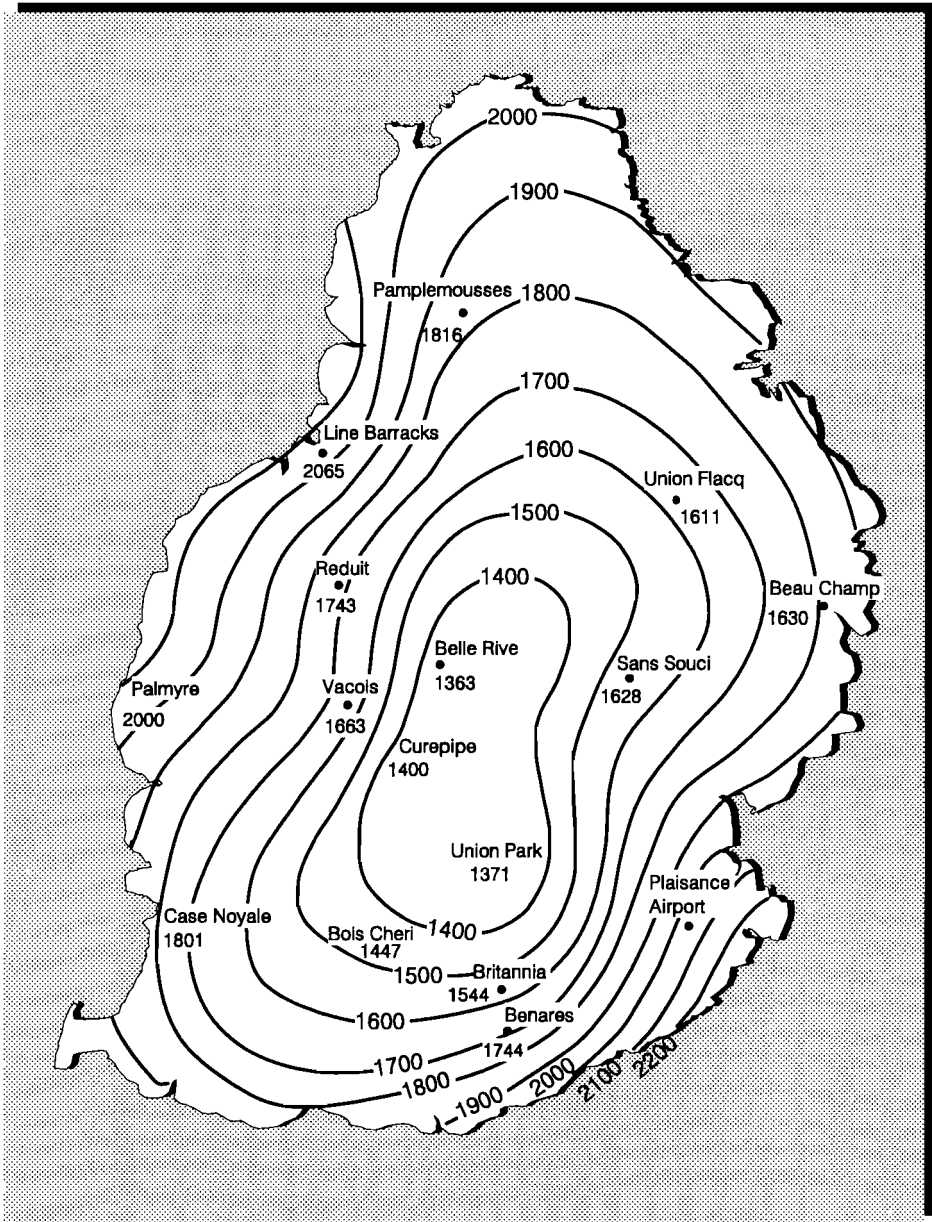 2000
1900
Pamplemousses
1800
1816
1700
Line Barracks
1600
2065
Union Flacq
1500
1611
Reduit
1400
1743
Beau Champ
1630
Belle Rive
1363
Sans Souci
1628
Palmyre
2000
Vacois
1663
Curepipe
1400
Union Park
1371
Plaisance
Airport
Case Noyale
1801
1400
Bois Cheri
1447
1500
Britannia
1544
1600
Benares
1744
1700
1800
1900
2000
2100
2200